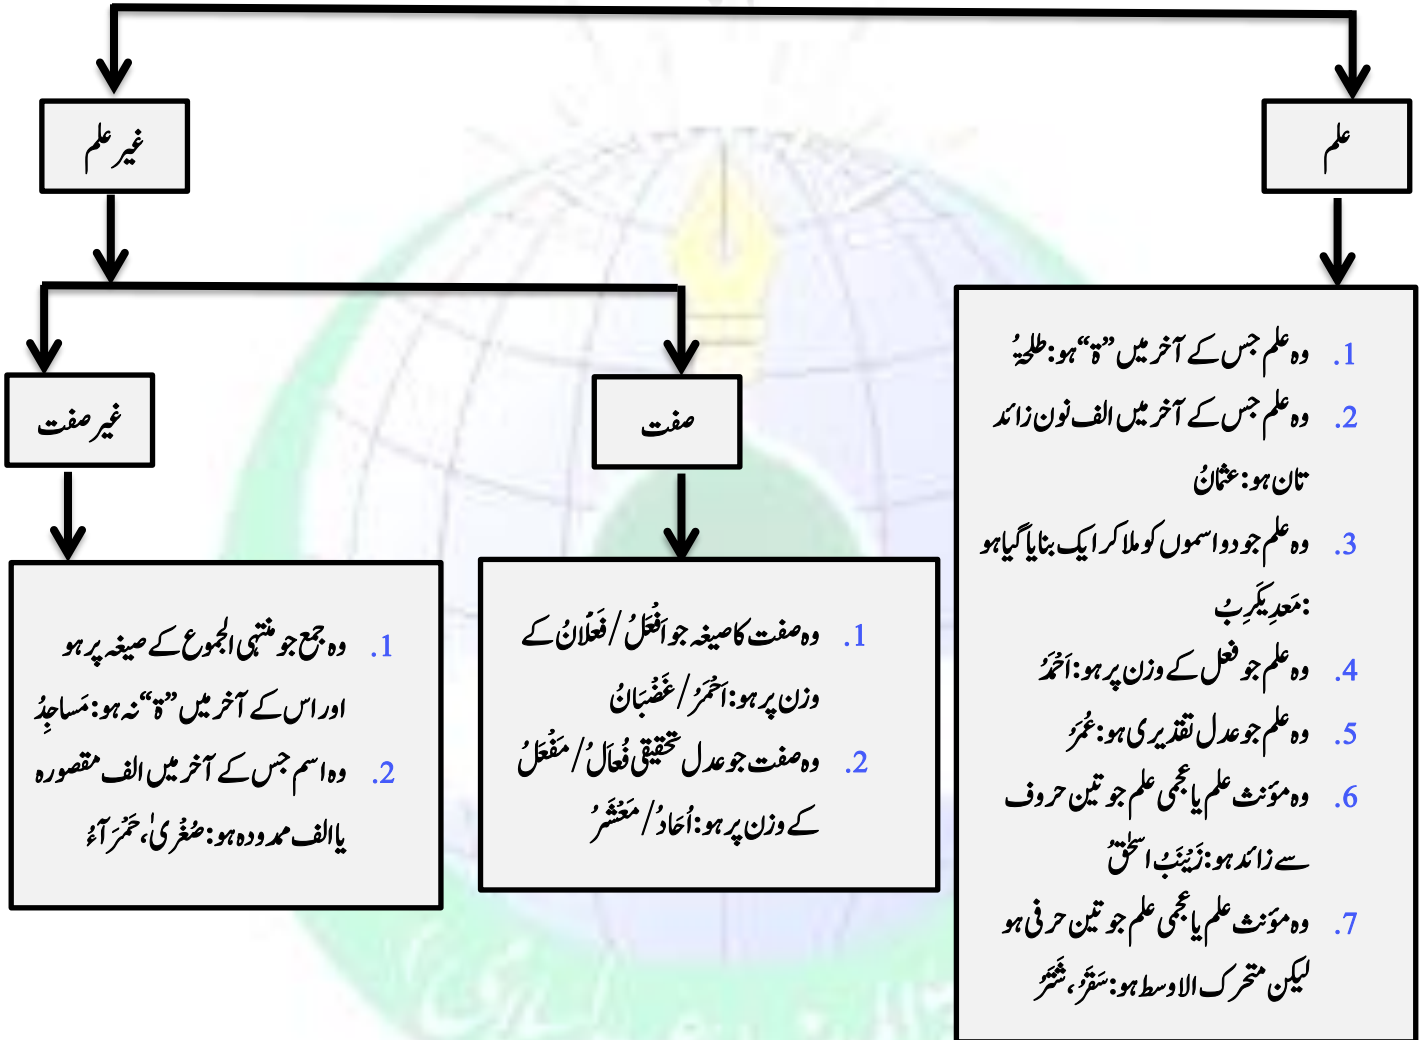 علم
غیر علم
1. وہ علم جس کے آخر میں ”ة“ ہو: طلحۃُ
2. وہ علم جس کے آخر میں الف نون زائد
تان ہو: عثمانُ
3. وہ علم جو دو اسموں کو ملا کر ایک بنایا گیا ہو
: مَعدِیکَرِبُ
4. وہ علم جو فعل کے وزن پر ہو: اَحْمَدُ
5. وہ علم جو عدل تقدیری ہو: عُمَرُ
6. وہ مؤنث علم یا عجمی علم جو تین حروف
سے زائد ہو: زَیْنَبُ اسحٰقُ
7. وہ مؤنث علم یا عجمی علم جو تین حرفی ہو
لیکن متحرک الاوسط ہو: سَقَرُ، شَتَرُ
صفت
1. وہ صفت کا صیغہ جو اَفْعَلُ / فَعْلَانُ کے
وزن پر ہو: اَحْمَرُ / غَضْبَانُ
2. وہ صفت جو عدل تحقیقی فُعَالُ / مَفْعَلُ
کے وزن پر ہو: اُحَادُ / مَعْشَرُ
غیر صفت
1. وہ جمع جو منتہی الجموع کے صیغہ پر ہو
اور اس کے آخر میں ”ة“ نہ ہو: مَساجِدُ
2. وہ اسم جس کے آخر میں الف مقصورہ
یا الف ممدودہ ہو: صُغْریٰ، حَمْرَآءُ